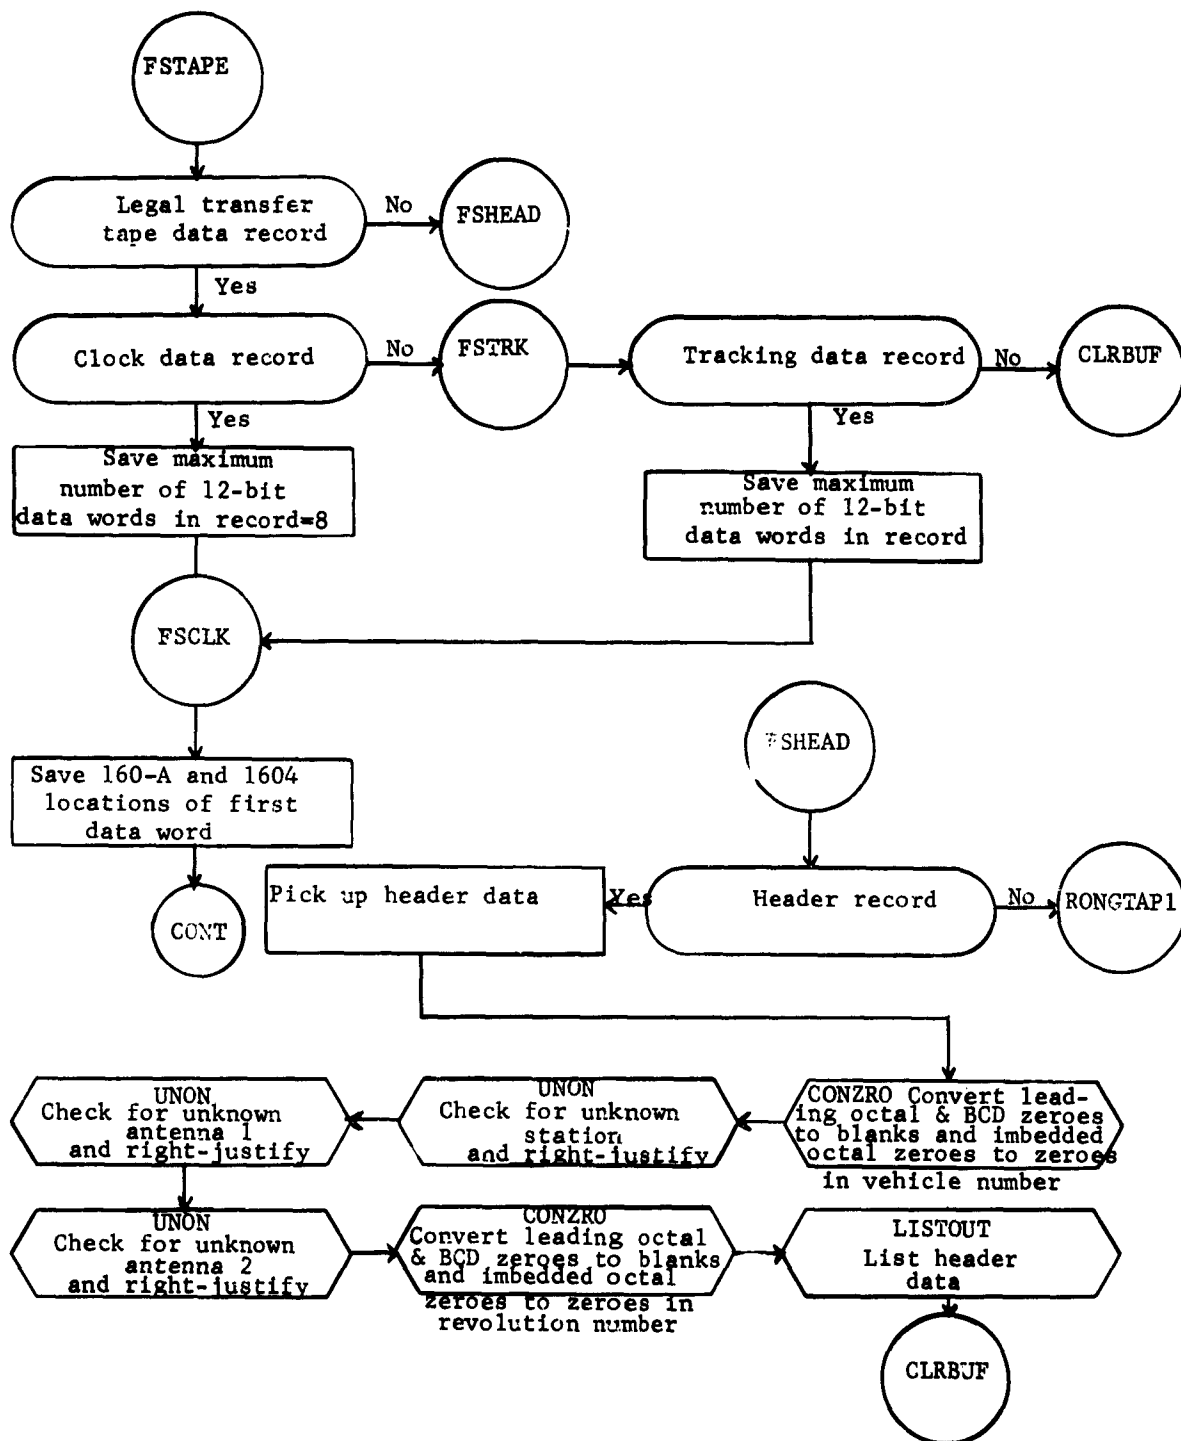 FSTAPE
Legal transfer
tape data record
No
FSHEAD
Yes
Clock data record
No
FSTRK
Tracking data record
No
CLRBUF
Yes
Yes
Save maximum
number of 12-bit
data words in record=8
Save maximum
number of 12-bit
data words in record
FSCLK
FSHEAD
Save 160-A and 1604
locations of first
data word
CONT
Pick up header data
Yes
Header record
No
RONGTAP1
UNON
Check for unknown
antenna 1
and right-justify
UNON
Check for unknown
station
and right-justify
CONZRO Convert lead-
ing octal & BCD zeroes
to blanks and imbedded
octal zeroes to zeroes
in vehicle number
UNON
Check for unknown
antenna 2
and right-justify
CONZRO
Convert leading octal
& BCD zeroes to blanks
and imbedded octal
zeroes to zeroes in
revolution number
LISTOUT
List header
data
CLRBUF